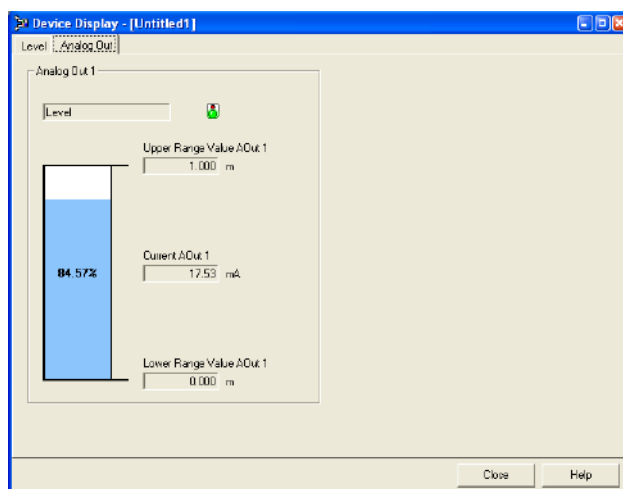 Device Display - [Untitled1]
Level Analog Out
Analog Out 1
Level
Upper Range Value AOut 1
1.000 m
Current AOut 1
84.57% 17.53 mA
Lower Range Value AOut 1
0.000 m
Close Help